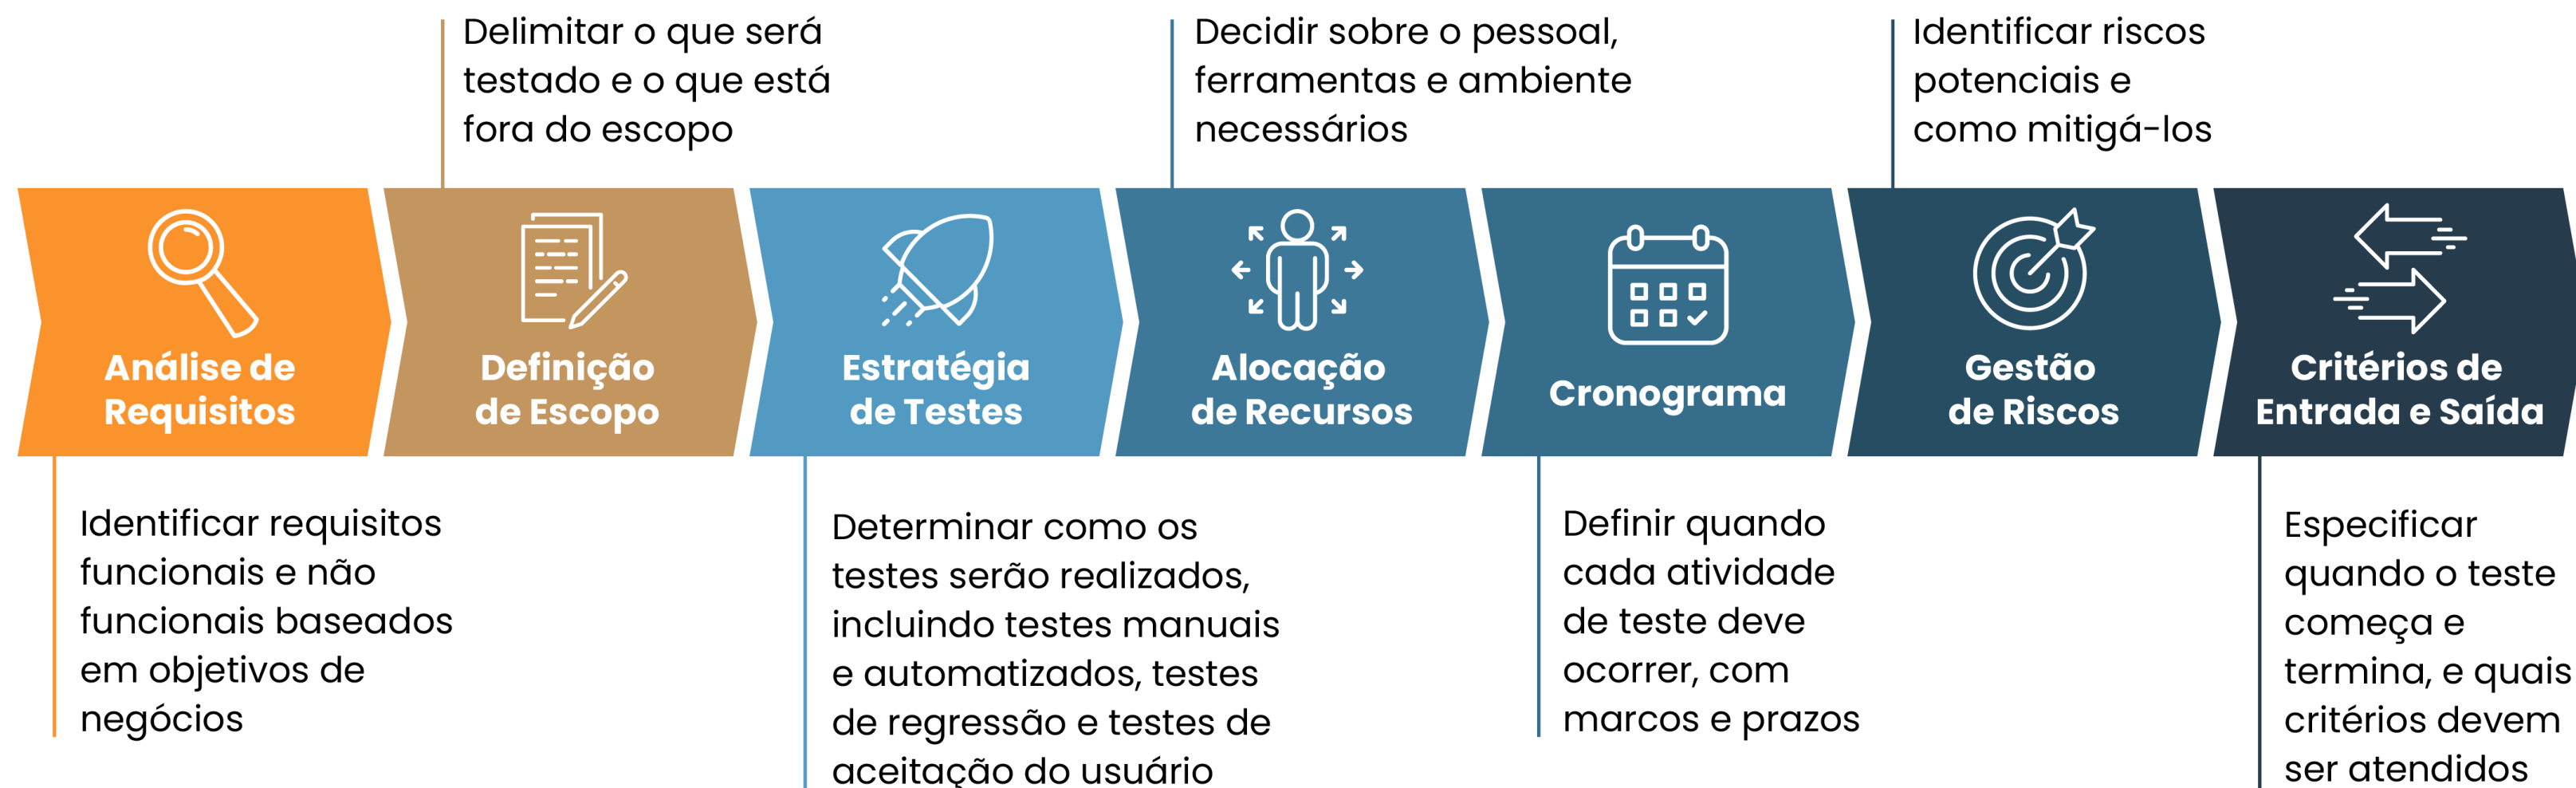 Delimitar o que será
testado e o que está
fora do escopo
Decidir sobre o pessoal,
ferramentas e ambiente
necessários
Identificar riscos
potenciais e
como mitigá-los
Análise de
Requisitos
Definição
de Escopo
Estratégia
de Testes
Alocação
de Recursos
Cronograma
Gestão
de Riscos
Critérios de
Entrada e Saída
Identificar requisitos
funcionais e não
funcionais baseados
em objetivos de
negócios
Determinar como os
testes serão realizados,
incluindo testes manuais
e automatizados, testes
de regressão e testes de
aceitação do usuário
Definir quando
cada atividade
de teste deve
ocorrer, com
marcos e prazos
Especificar
quando o teste
começa e
termina, e quais
critérios devem
ser atendidos